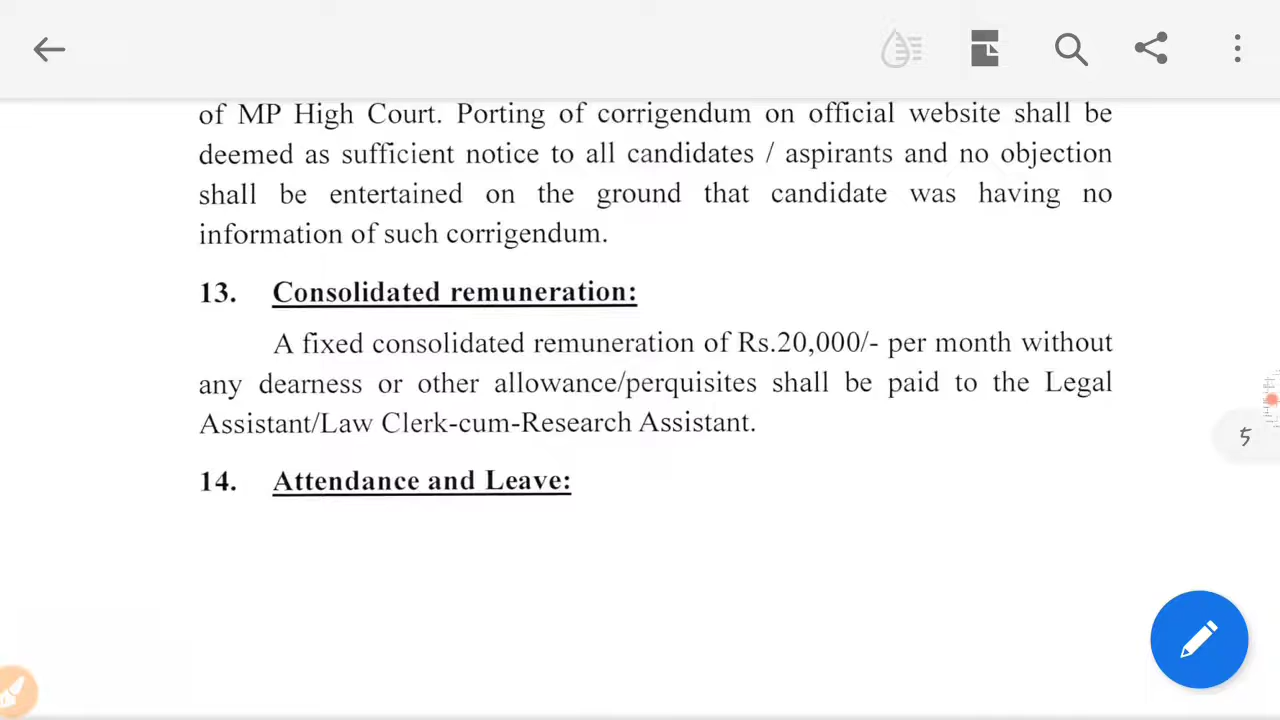 of MP High Court. Porting of corrigendum on official website shall be
deemed as sufficient notice to all candidates / aspirants and no objection
shall be entertained on the ground that candidate was having no
information of such corrigendum.
13. Consolidated remuneration:
A fixed consolidated remuneration of Rs.20,000/- per month without
any dearness or other allowance/perquisites shall be paid to the Legal
Assistant/Law Clerk-cum-Research Assistant.
5
14. Attendance and Leave: